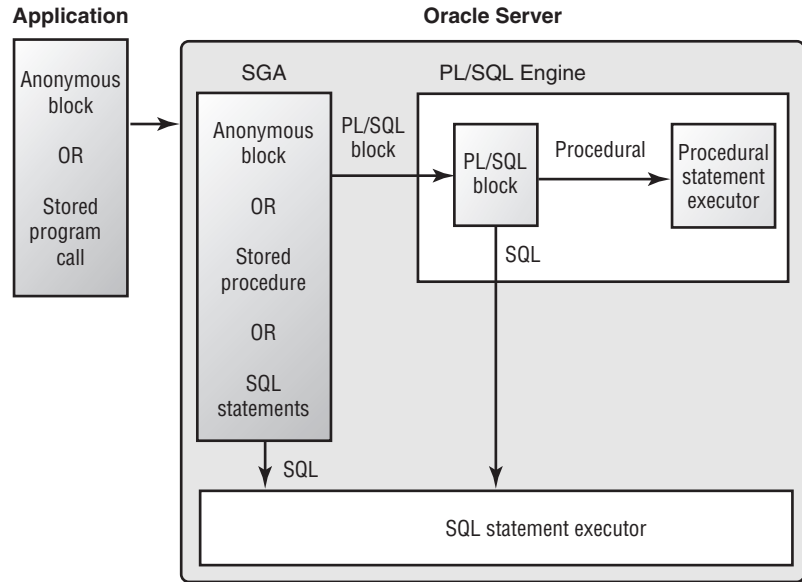 Application
Oracle Server
Anonymous
block
OR
Stored
program
call
SGA
Anonymous
block
OR
Stored
procedure
OR
SQL
statements
PL/SQL
block
PL/SQL Engine
PL/SQL
block
Procedural
Procedural
statement
executor
SQL
SQL
SQL statement executor